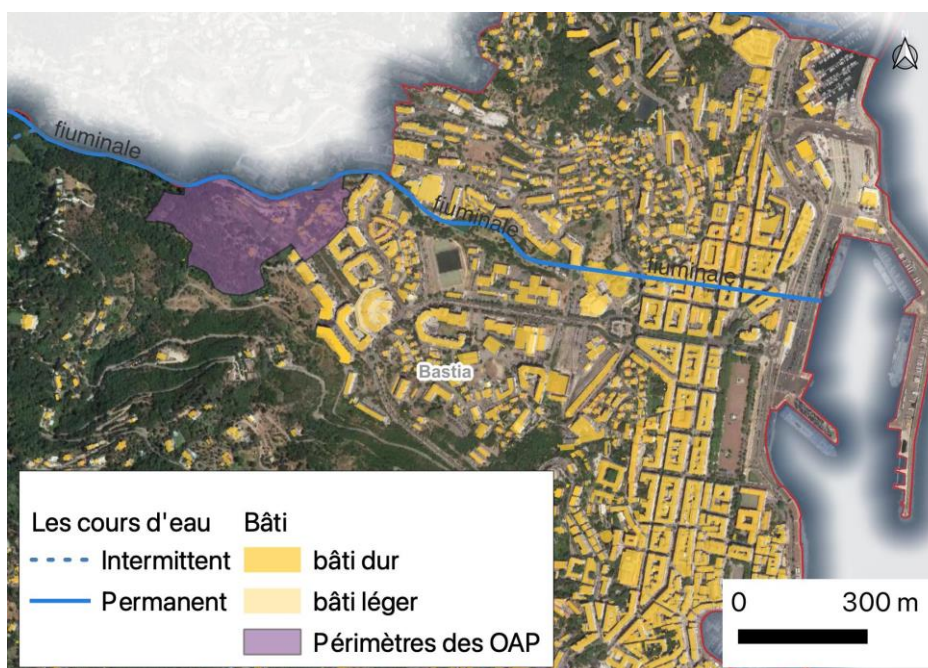 fiuminale
fiuminale
fiuminale
Bastia
Les cours d'eau
Intermittent
Permanent
Bâti
bâti dur
bâti léger
Périmètres des OAP
0 300 m